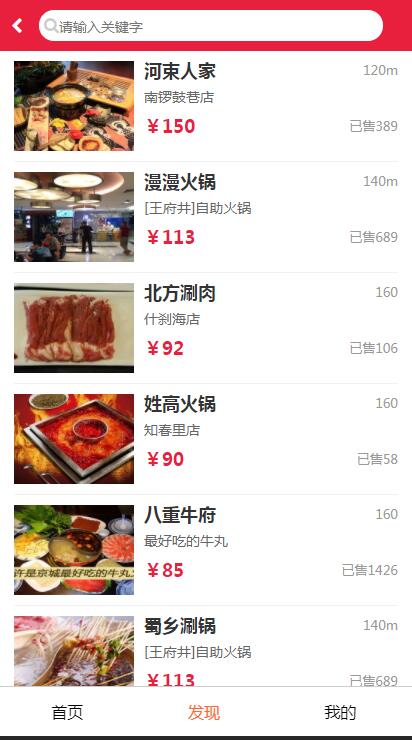 请输入关键字
河束人家 120m
南锣鼓巷店
￥150 已售389
漫漫火锅 140m
[王府井]自助火锅
￥113 已售689
北方涮肉 160
什刹海店
￥92 已售106
姓高火锅 160
知春里店
￥90 已售58
八重牛府 160
最好吃的牛丸
许是京城最好吃的牛丸
￥85 已售1426
蜀乡涮锅 140m
[王府井]自助火锅
￥113 已售689
首页 发现 我的